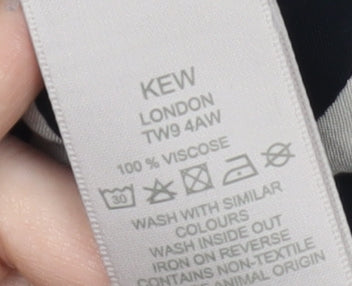 KEW
LONDON
TW9 4AW
100 % VISCOSE
30
WASH WITH SIMILAR
COLOURS
WASH INSIDE OUT
IRON ON REVERSE
CONTAINS NON-TEXTILE
ANIMAL ORIGIN